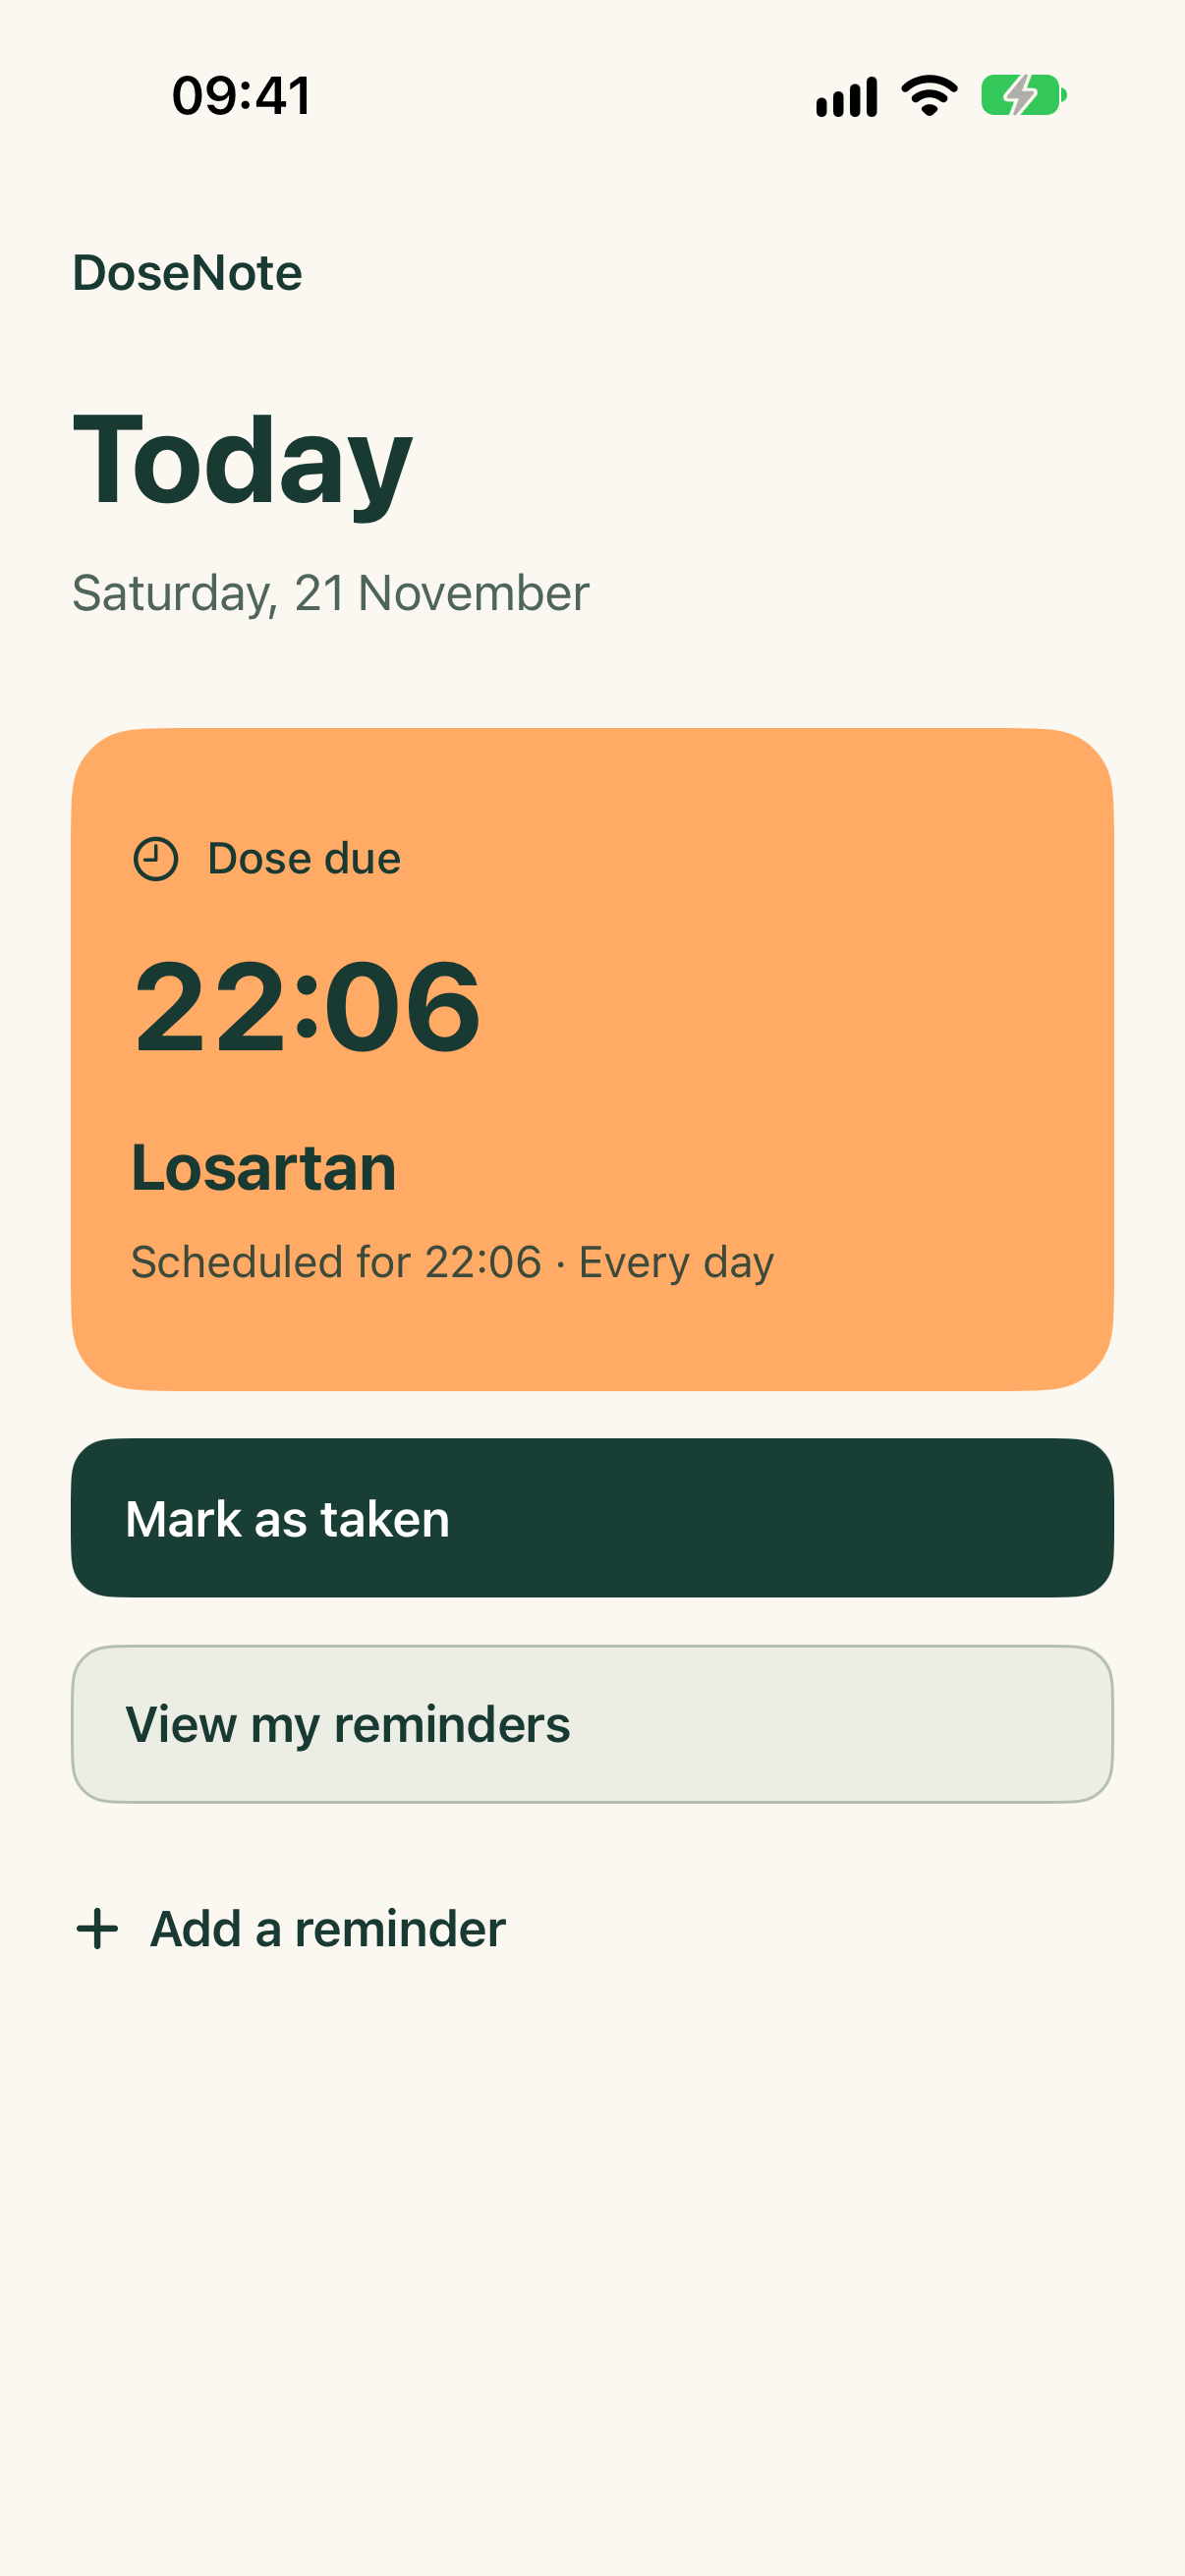 09:41
DoseNote
Today
Saturday, 21 November
Dose due
22:06
Losartan
Scheduled for 22:06 · Every day
Mark as taken
View my reminders
Add a reminder